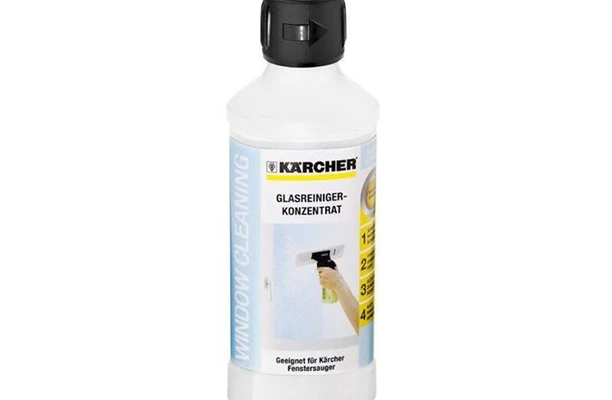 KÄRCHER
GLASREINIGER-
KONZENTRAT
WINDOW CLEANING
1
2
3
4
Geeignet für Kärcher
Fenstersauger